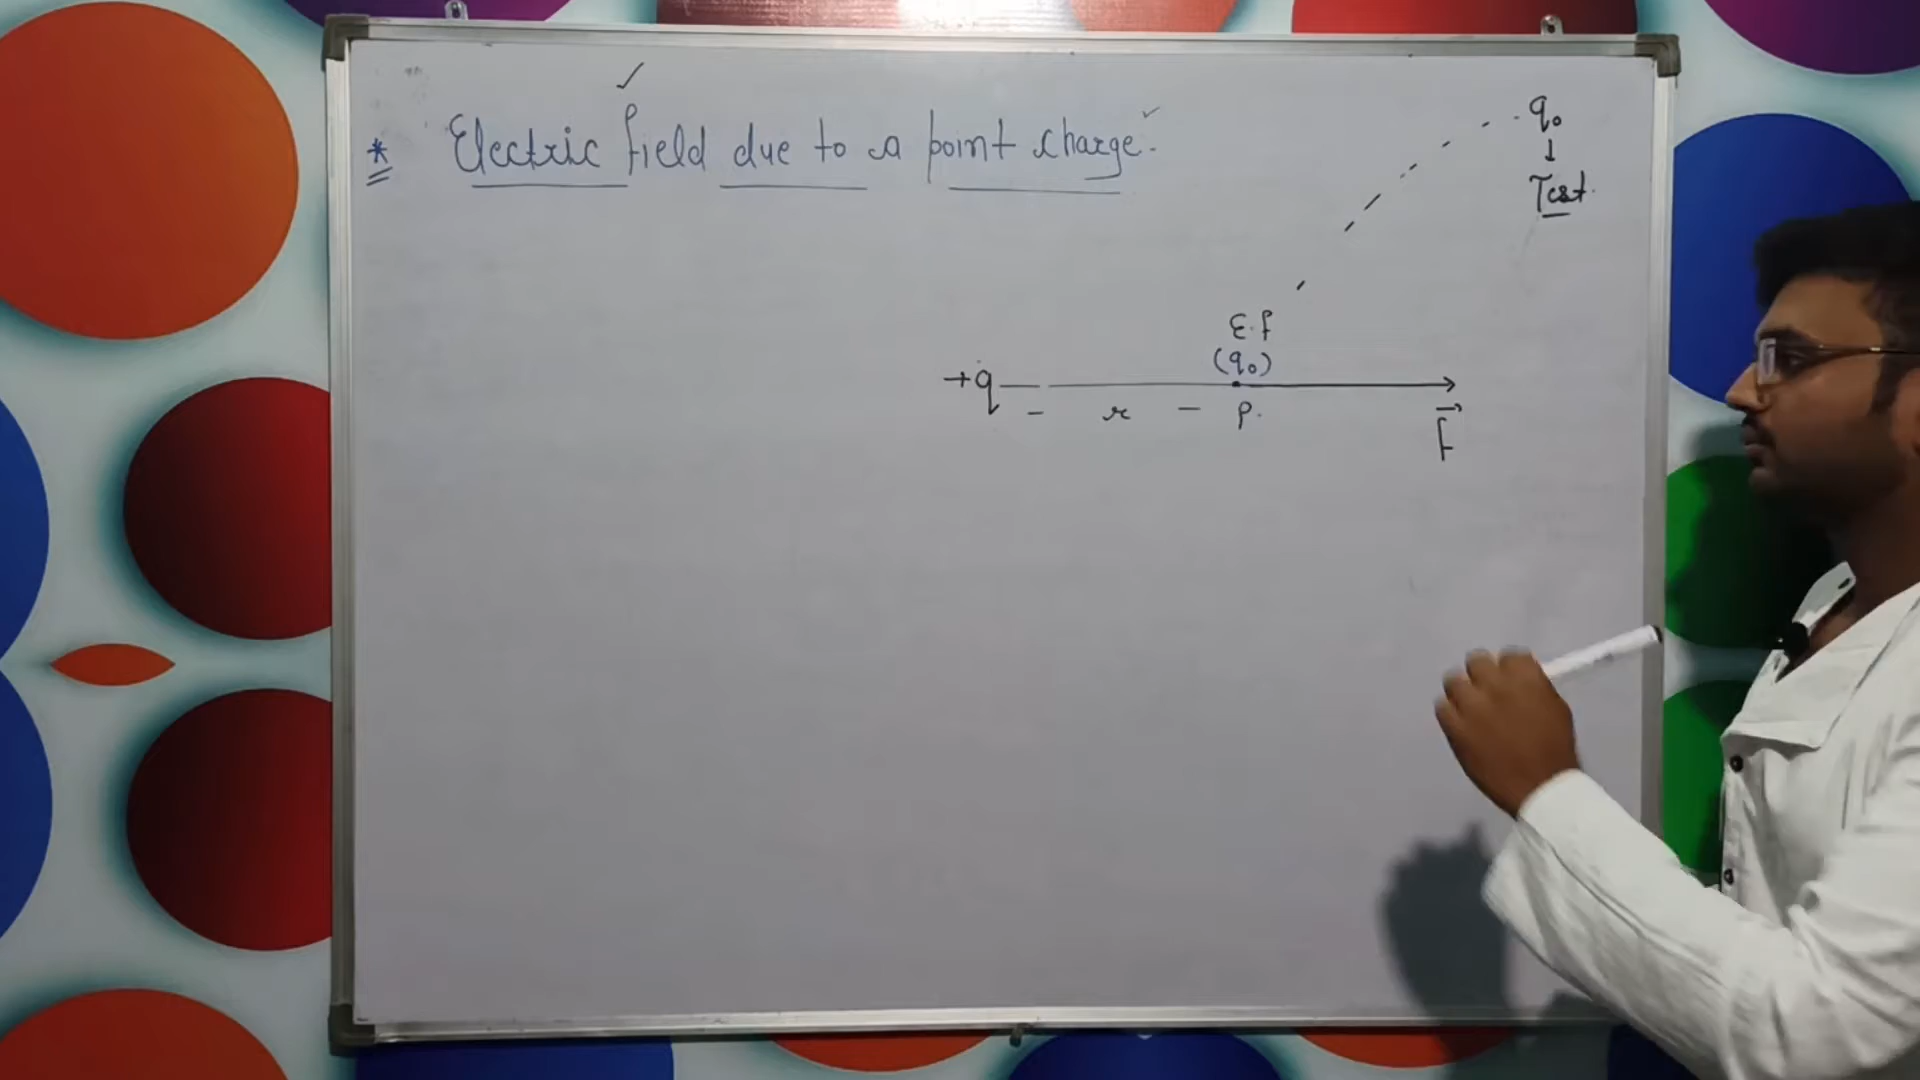 * Electric field due to a point charge.
q₀
↓
Test.
E.f
(q₀)
+q
- r - P.
F⃗